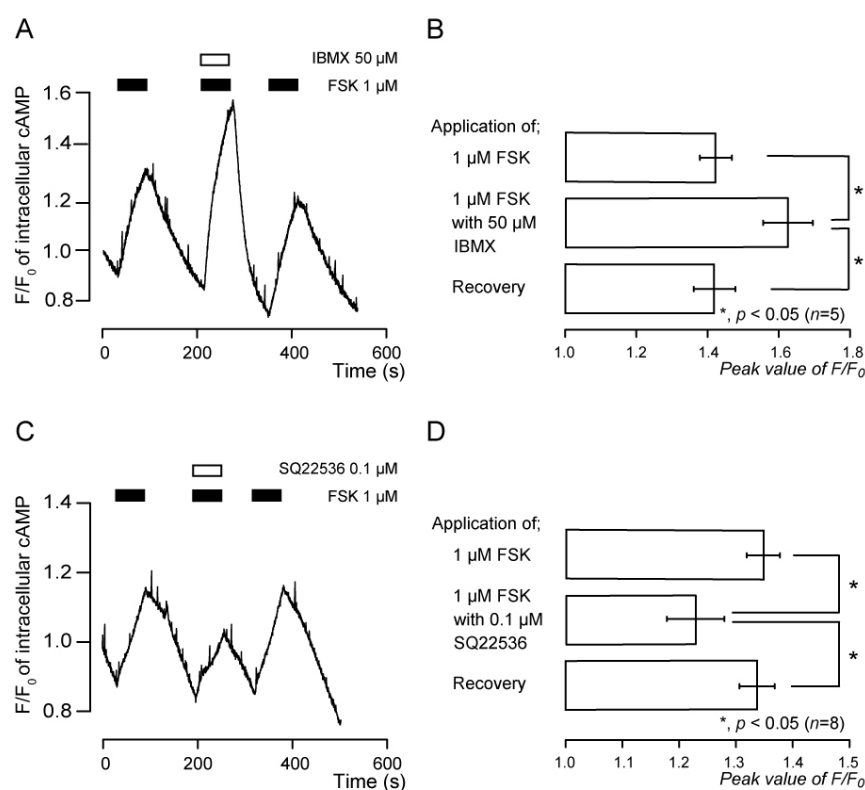 A
IBMX 50 µM
FSK 1 µM
F/F0 of intracellular cAMP
1.6
1.4
1.2
1.0
0.8
0 200 400 600
Time (s)
B
Application of;
1 µM FSK
1 µM FSK
with 50 µM
IBMX
Recovery
*
*
*, p < 0.05 (n=5)
1.0 1.2 1.4 1.6 1.8
Peak value of F/F0
C
SQ22536 0.1 µM
FSK 1 µM
F/F0 of intracellular cAMP
1.4
1.2
1.0
0.8
0 200 400 600
Time (s)
D
Application of;
1 µM FSK
1 µM FSK
with 0.1 µM
SQ22536
Recovery
*
*
*, p < 0.05 (n=8)
1.0 1.1 1.2 1.3 1.4 1.5
Peak value of F/F0